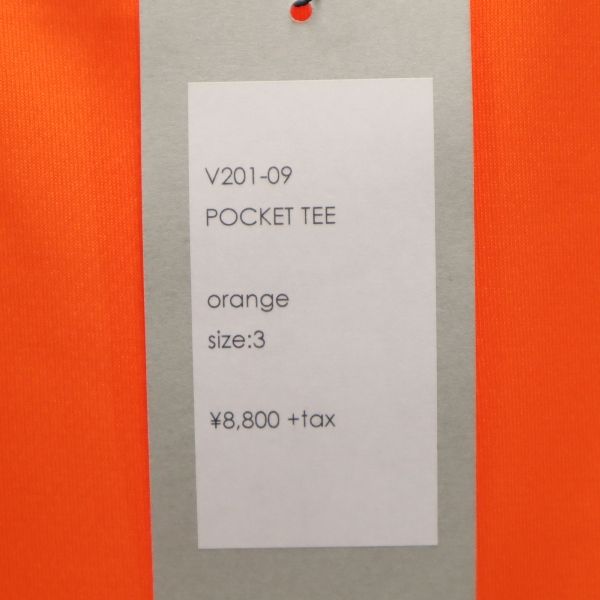 V201-09
POCKET TEE
orange
size:3
¥8,800 +tax